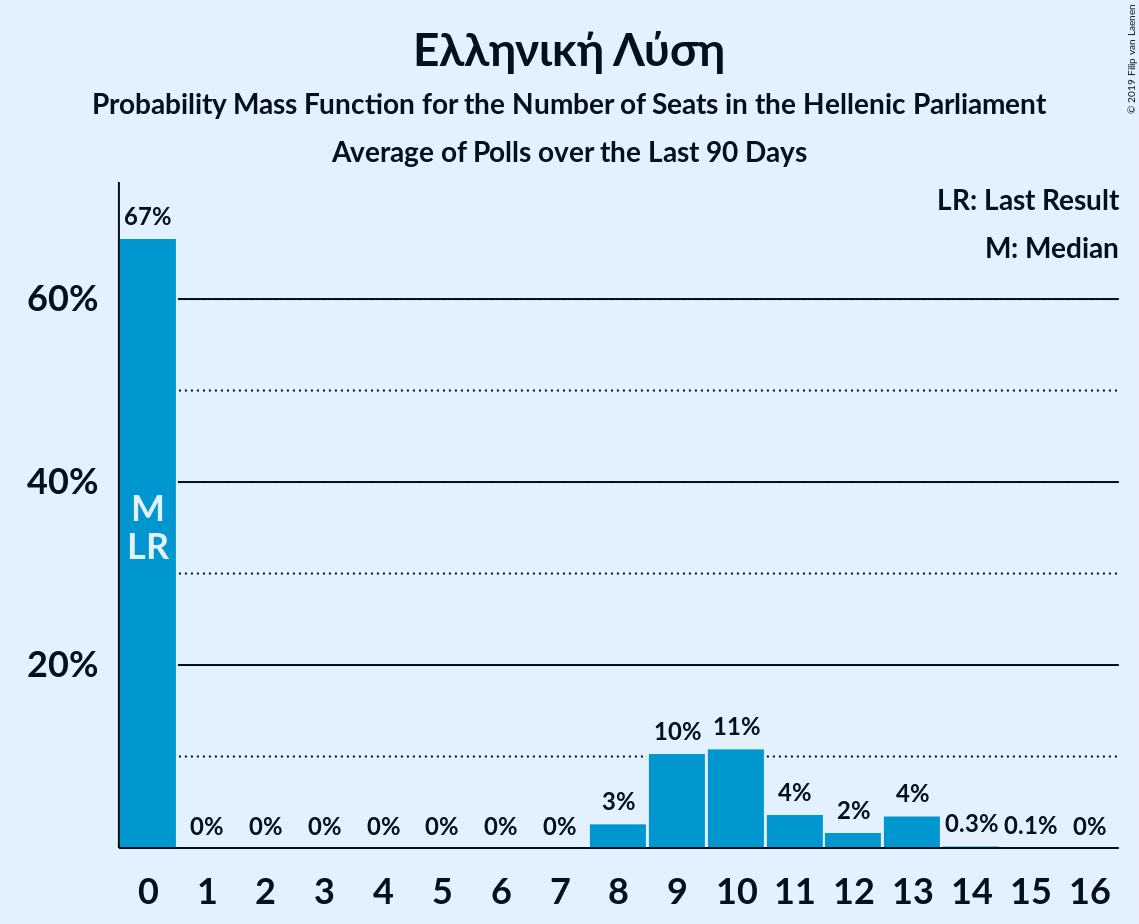 Ελληνική Λύση
Probability Mass Function for the Number of Seats in the Hellenic Parliament
Average of Polls over the Last 90 Days
© 2019 Filip van Laenen
LR: Last Result
M: Median
67%
60%
40%
20%
M
LR
0% 0% 0% 0% 0% 0% 0% 3% 10% 11% 4% 2% 4% 0.3% 0.1% 0%
0 1 2 3 4 5 6 7 8 9 10 11 12 13 14 15 16